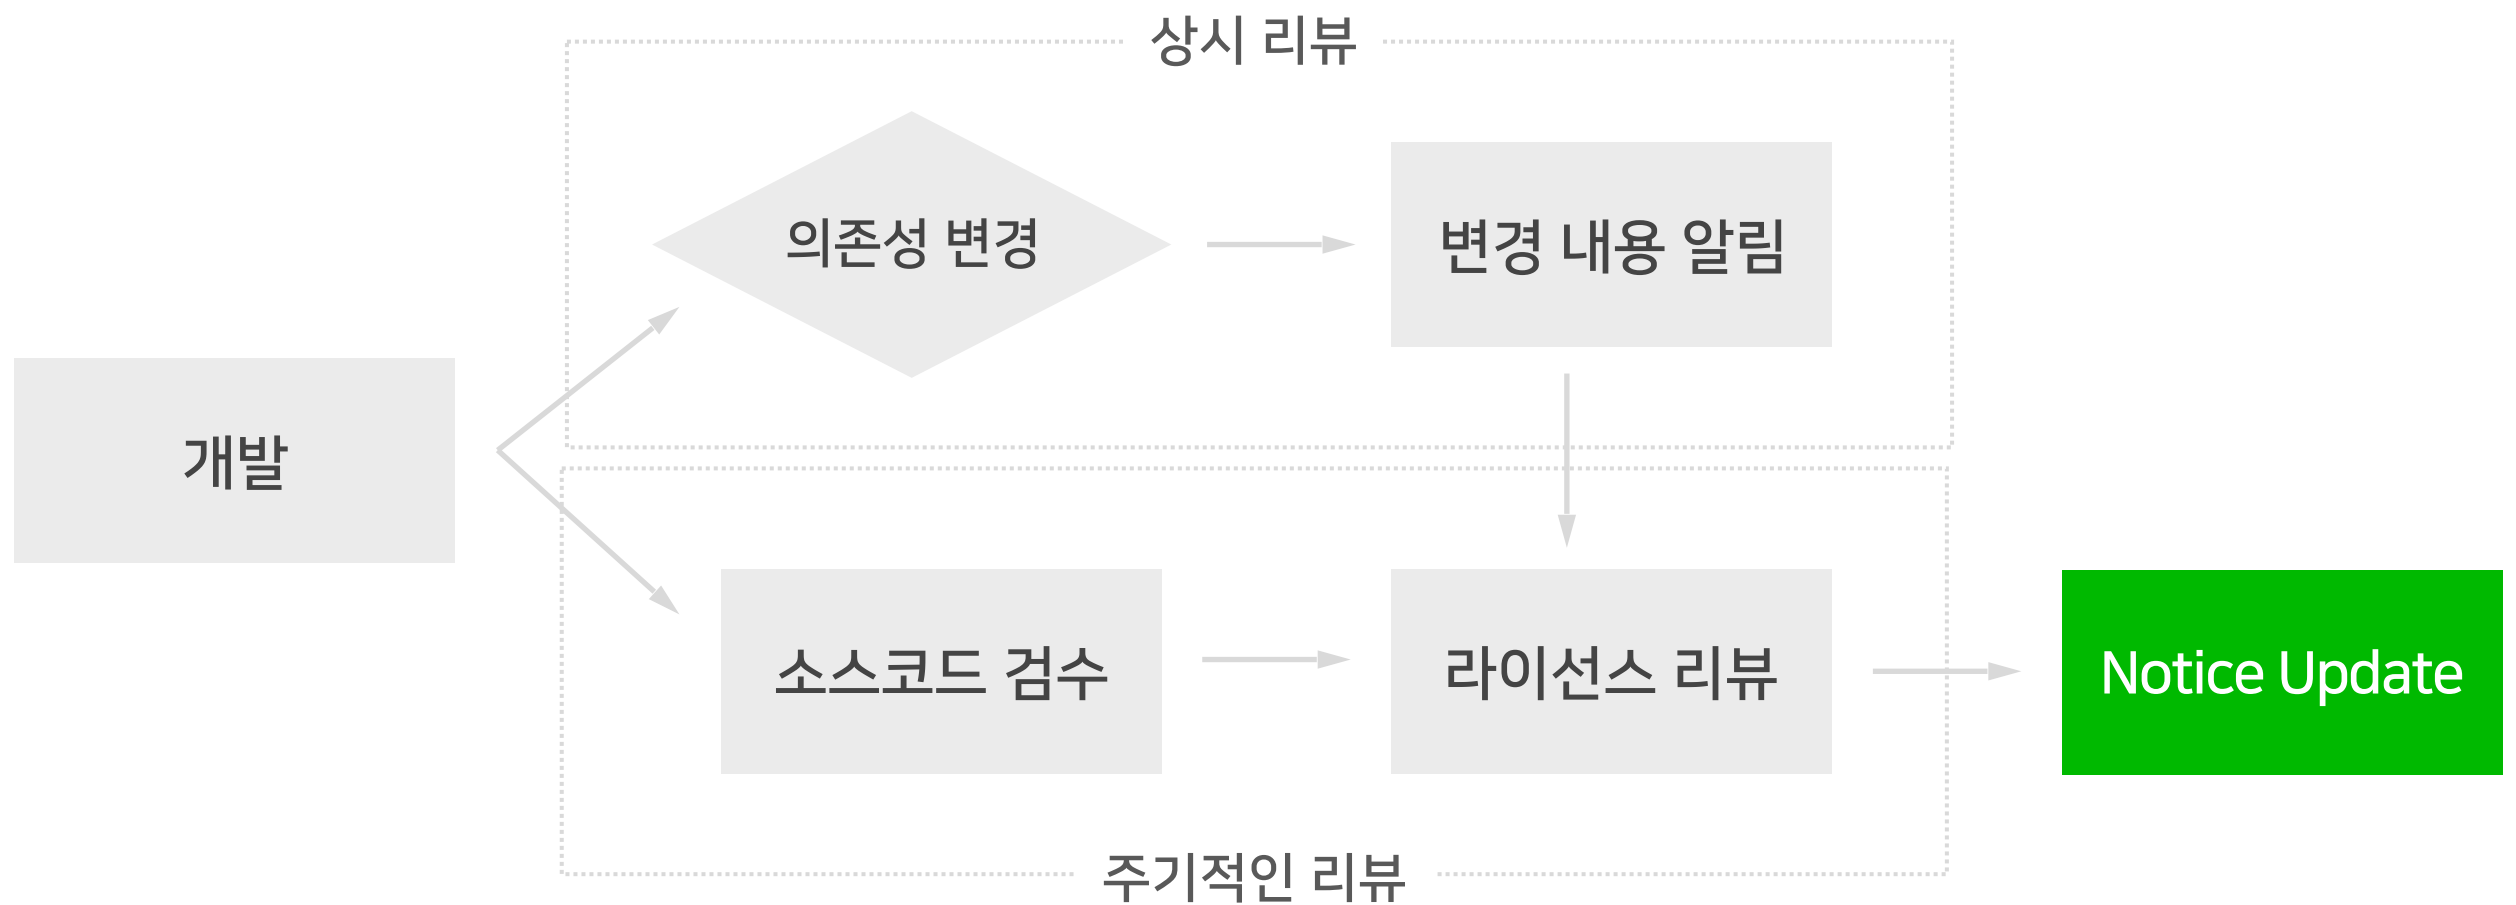 상시 리뷰
의존성 변경
변경 내용 알림
개발
소스코드 검수
라이선스 리뷰
Notice Update
주기적인 리뷰